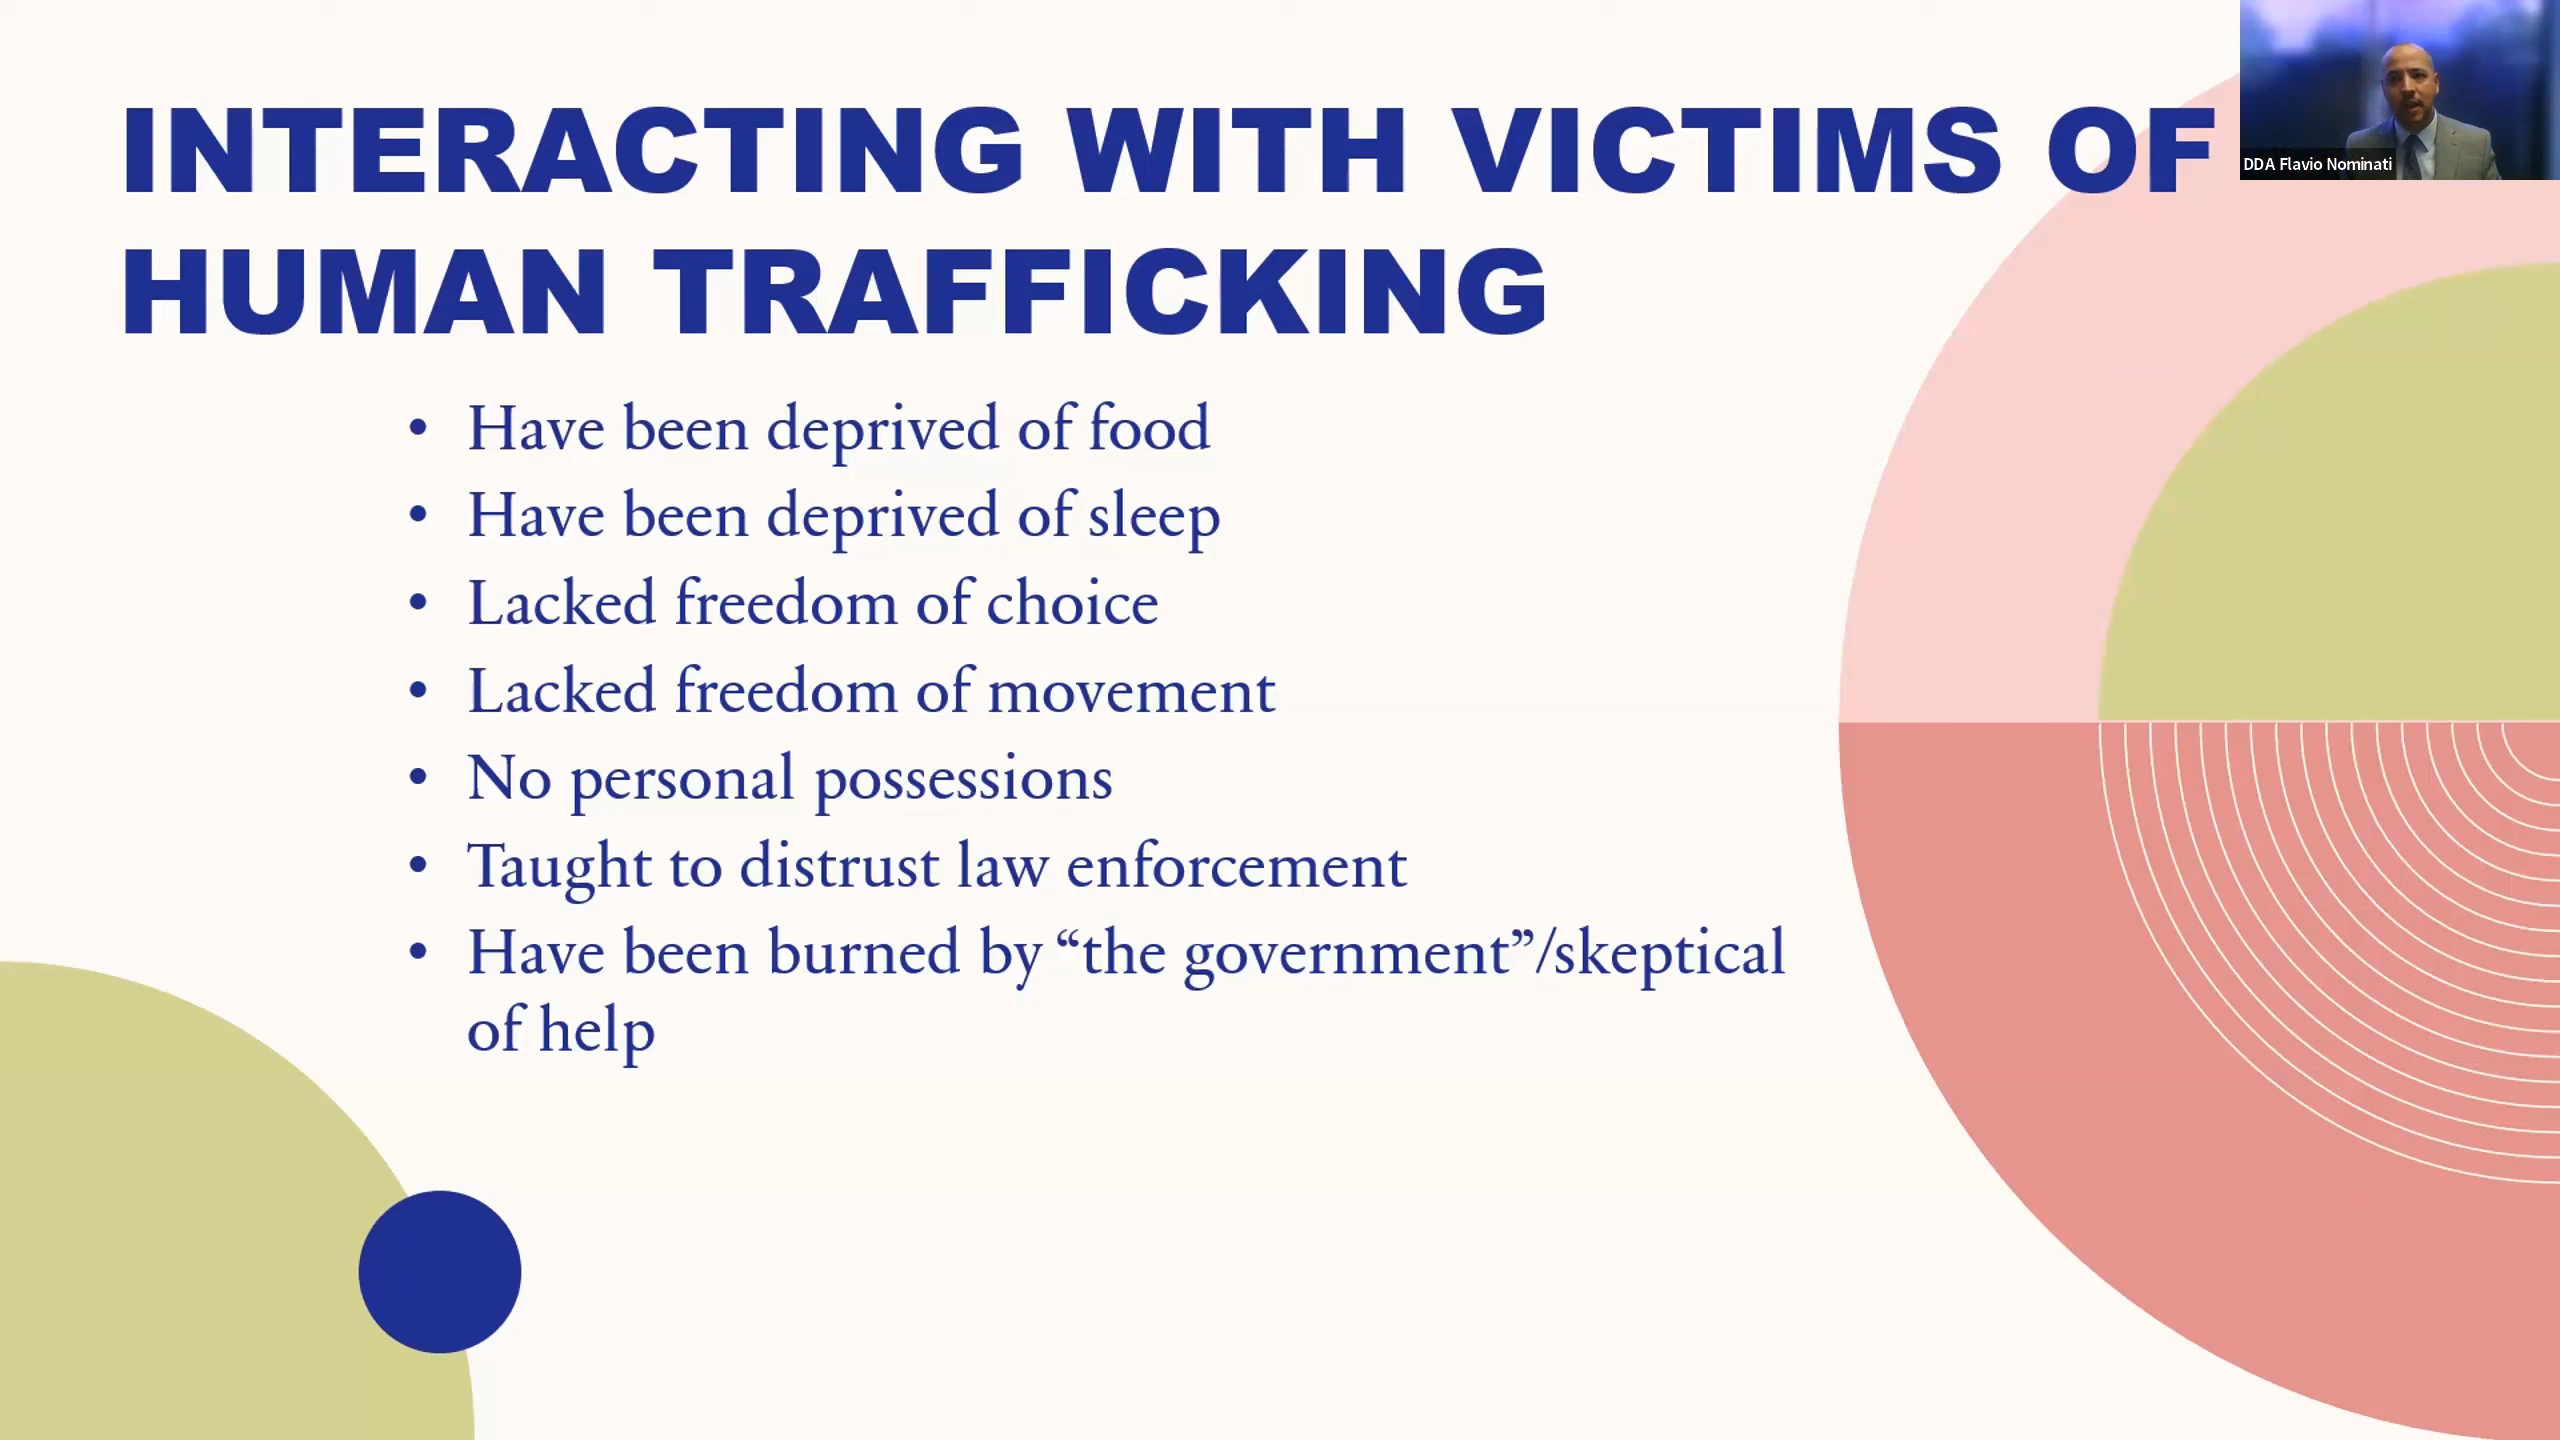 INTERACTING WITH VICTIMS OF
HUMAN TRAFFICKING
• Have been deprived of food
• Have been deprived of sleep
• Lacked freedom of choice
• Lacked freedom of movement
• No personal possessions
• Taught to distrust law enforcement
• Have been burned by “the government”/skeptical
of help
DDA Flavio Nominati